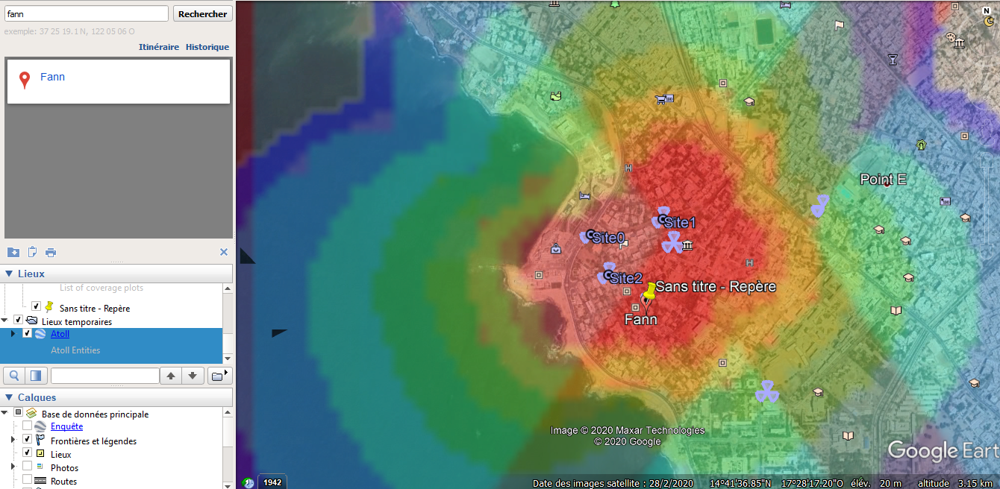 fann
Rechercher
exemple: 37 25 19.1 N, 122 05 06 O
Itinéraire Historique
Fann
Lieux
List of coverage plots
Sans titre - Repère
Lieux temporaires
Atoll
Atoll Entities
Calques
Base de données principale
Enquête
Frontières et légendes
Lieux
Photos
Routes
N
Point E
H
Site1
Site0
H
Site2
Sans titre - Repère
Fann
Image © 2020 Maxar Technologies
© 2020 Google
Google Eart
1942
Date des images satellite : 28/2/2020 14°41'36.85"N 17°28'17.20"O élév. 20 m altitude 3.15 km